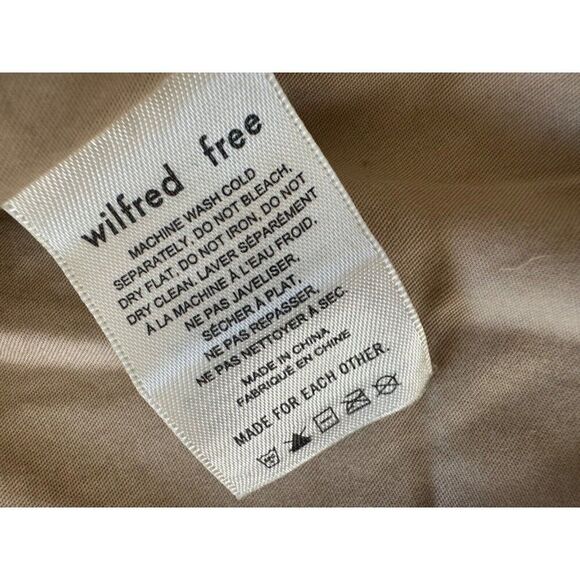 wilfred free
MACHINE WASH COLD
SEPARATELY, DO NOT BLEACH,
DRY FLAT, DO NOT IRON, DO NOT
DRY CLEAN. LAVER SÉPARÉMENT
À LA MACHINE À L'EAU FROID.
NE PAS JAVELISER.
SÉCHER À PLAT.
NE PAS REPASSER.
NE PAS NETTOYER À SEC.
MADE IN CHINA
FABRIQUÉ EN CHINE
MADE FOR EACH OTHER.